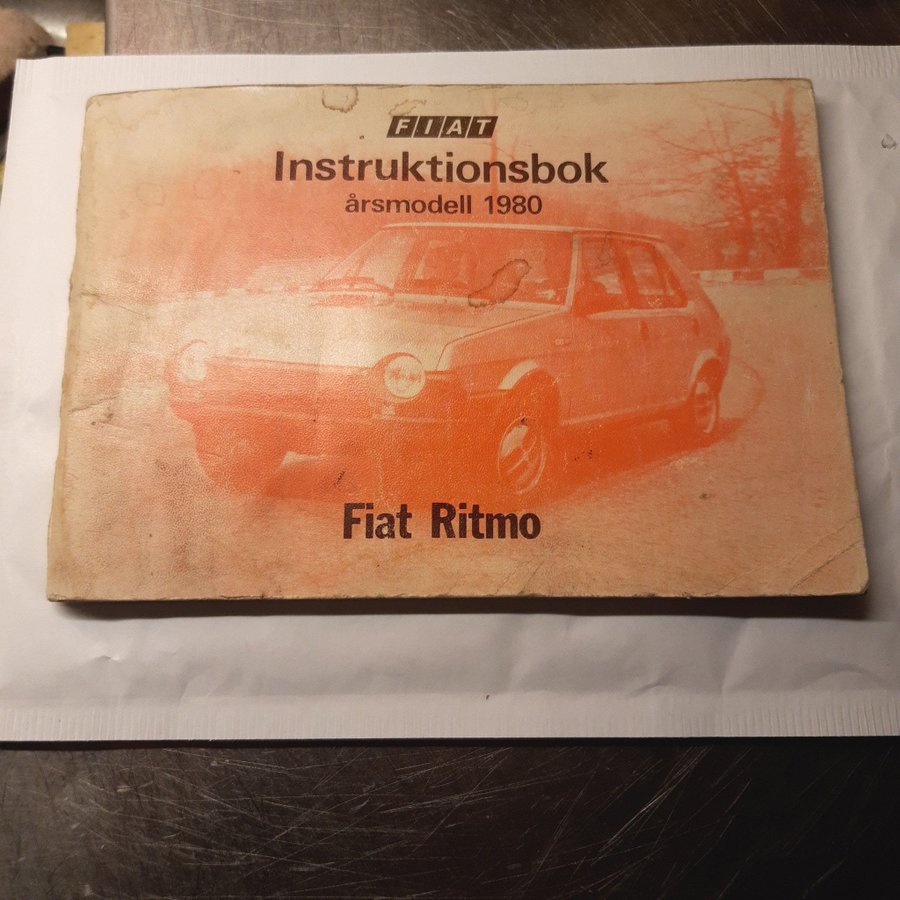 FIAT
Instruktionsbok
årsmodell 1980
Fiat Ritmo